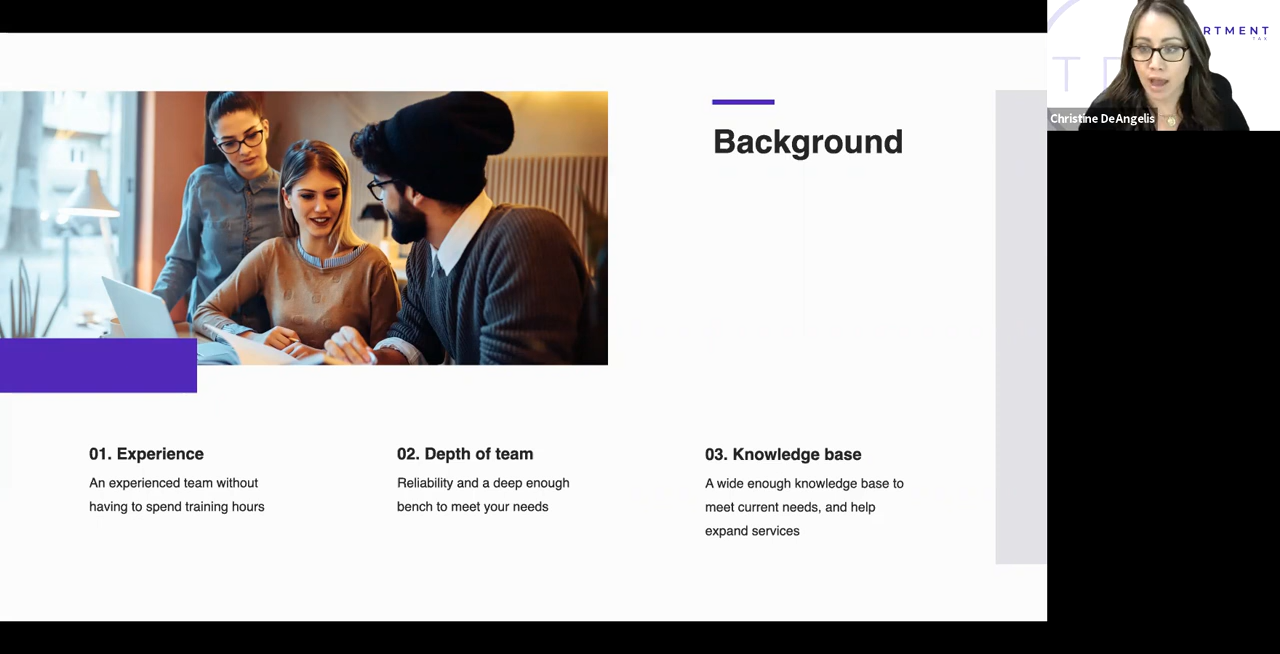 Background
01. Experience
An experienced team without
having to spend training hours
02. Depth of team
Reliability and a deep enough
bench to meet your needs
03. Knowledge base
A wide enough knowledge base to
meet current needs, and help
expand services
RTMENT
TAX
Christine DeAngelis